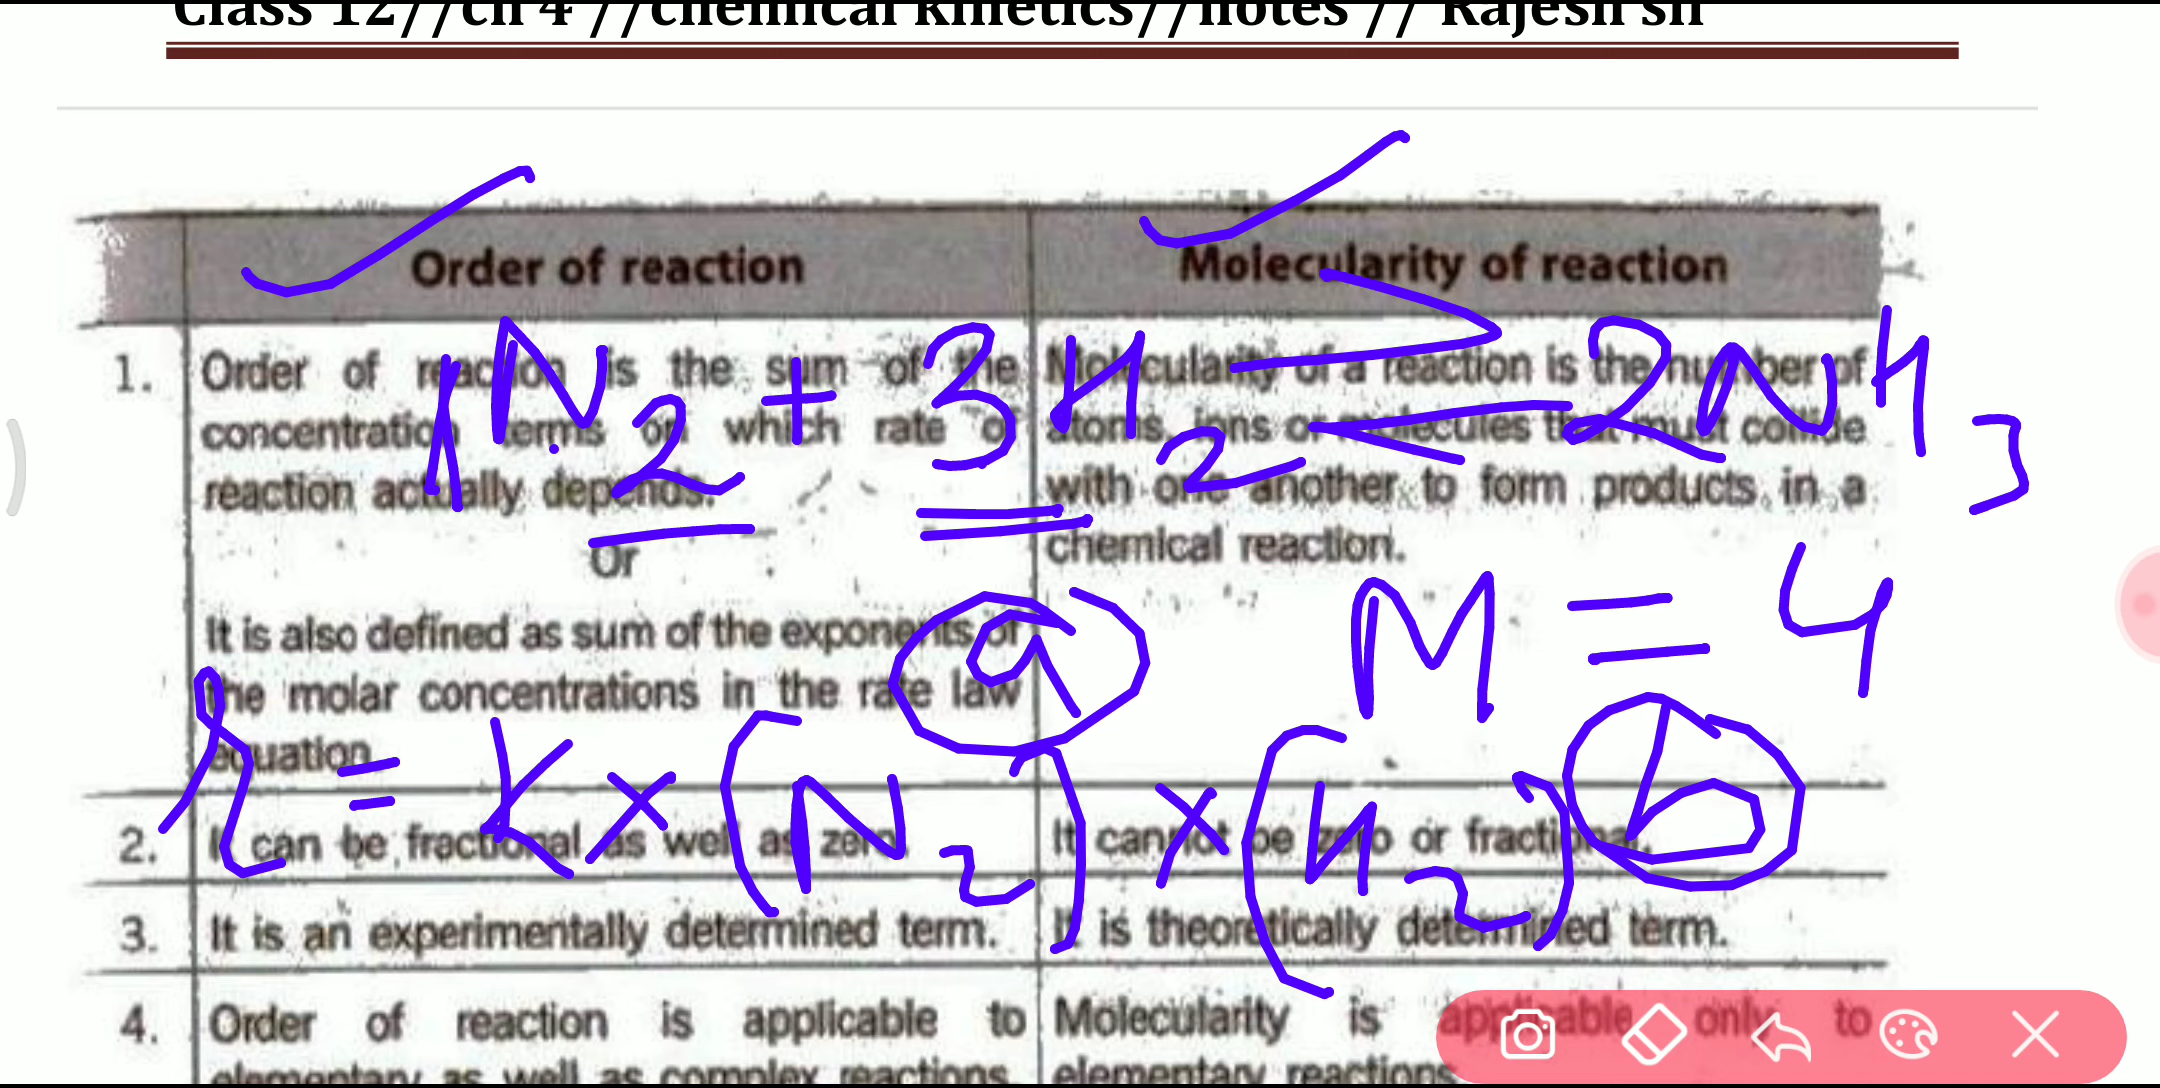 Class 12//ch 4 //chemical kinetics//notes // Rajesh sir
Order of reaction
Molecularity of reaction
1.
Order of reaction is the sum of the
concentration terms on which rate of
reaction actually depends.
Or
It is also defined as sum of the exponents of
the molar concentrations in the rate law
equation
Molecularity of a reaction is the number of
atoms, ions or molecules that must collide
with one another to form products in a
chemical reaction.
1N2 + 3H2 ⇌ 2NH3
M = 4
r = K × (N2)^a × (H2)^b
2.
It can be fractional as well as zero
It cannot be zero or fractional.
3.
It is an experimentally determined term.
It is theoretically determined term.
4.
Order of reaction is applicable to
elementary as well as complex reactions.
Molecularity is applicable only to
elementary reactions